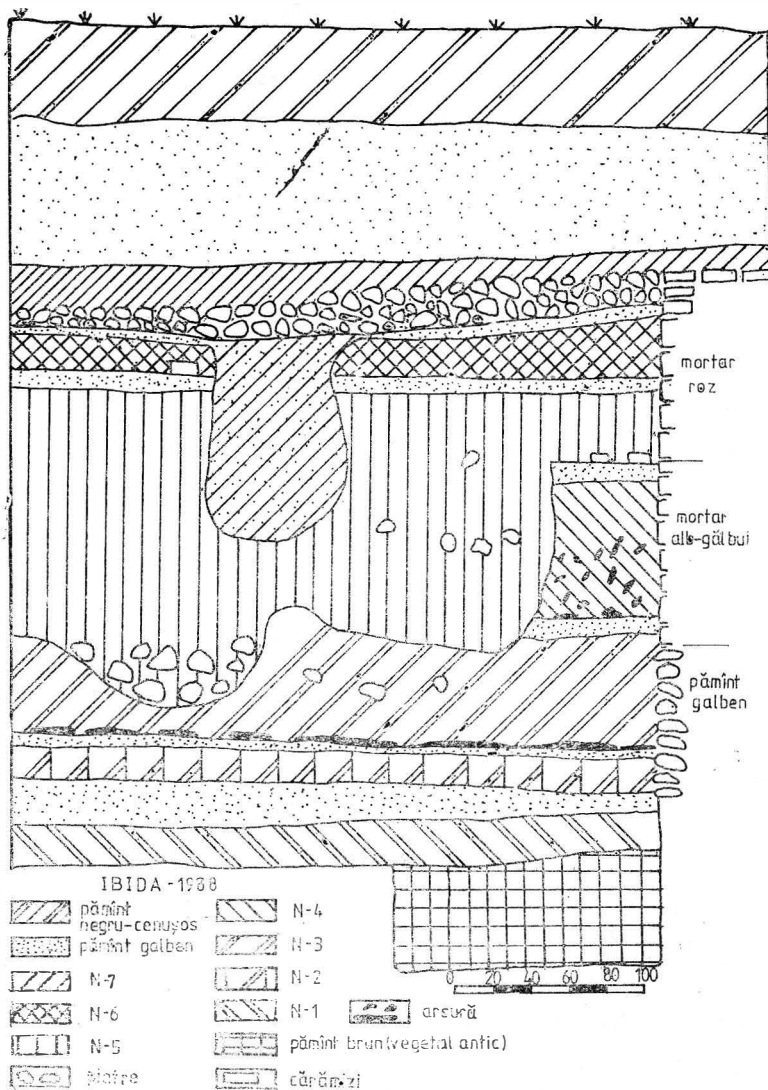 mortar
roz
mortar
alb-gălbui
pămînt
galben
IBIDA-1988
pămînt
negru-cenușos
pămînt galben
N-7
N-6
N-5
piatre
N-4
N-3
N-2
N-1
arsură
pămînt brun(vegetal antic)
cărămizi
0 20 40 60 80 100